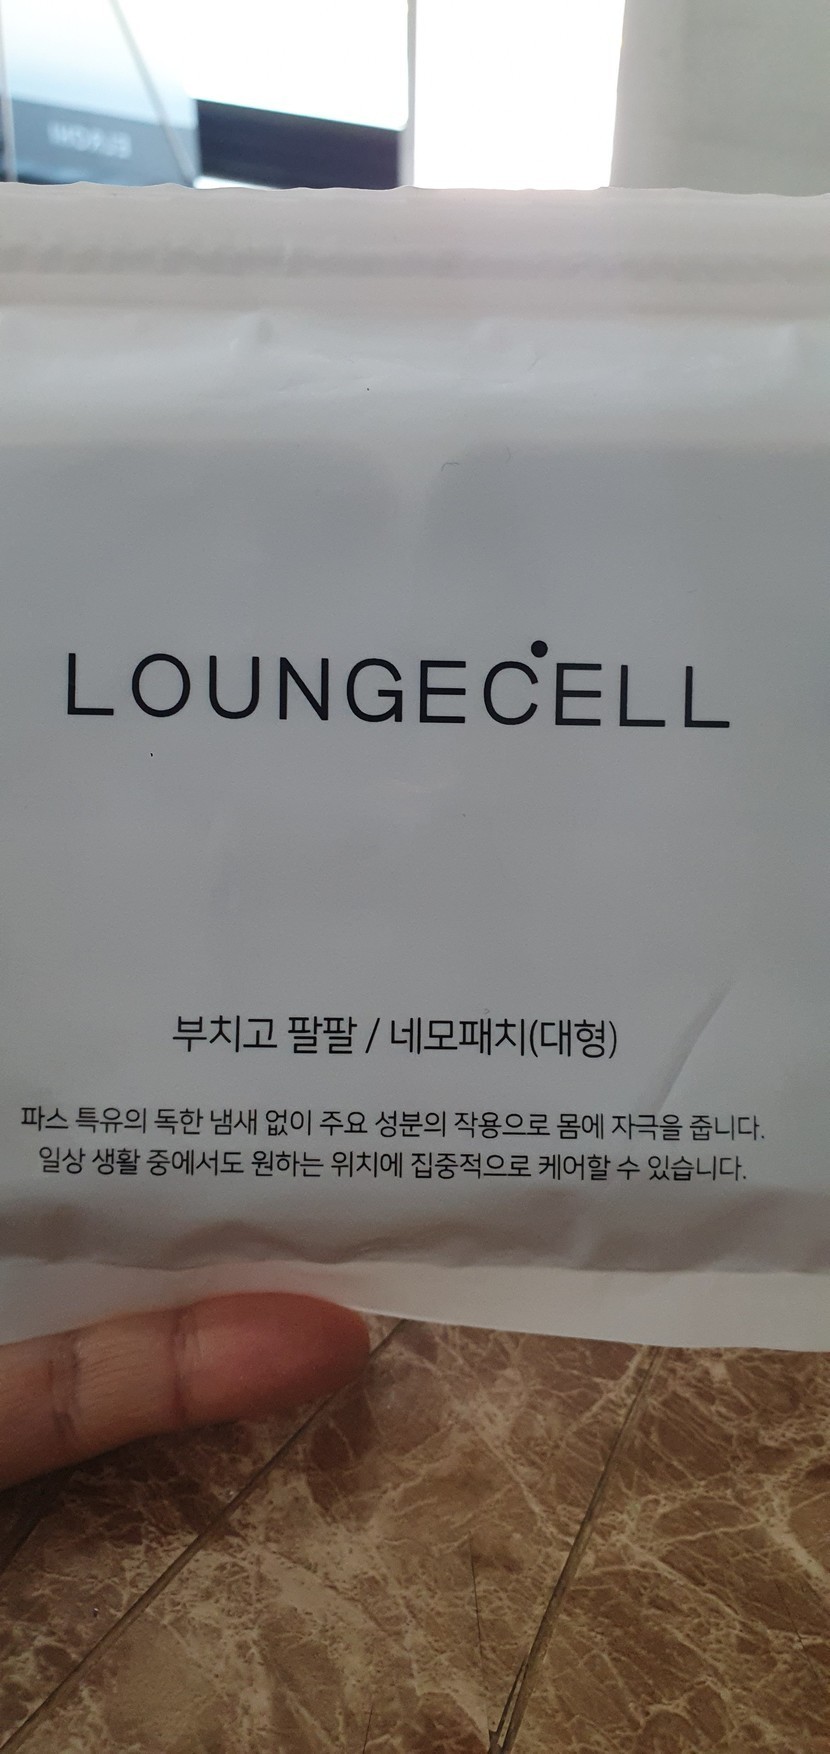 LOUNGECELL
부치고 팔팔 / 네모패치(대형)
파스 특유의 독한 냄새 없이 주요 성분의 작용으로 몸에 자극을 줍니다.
일상 생활 중에서도 원하는 위치에 집중적으로 케어할 수 있습니다.